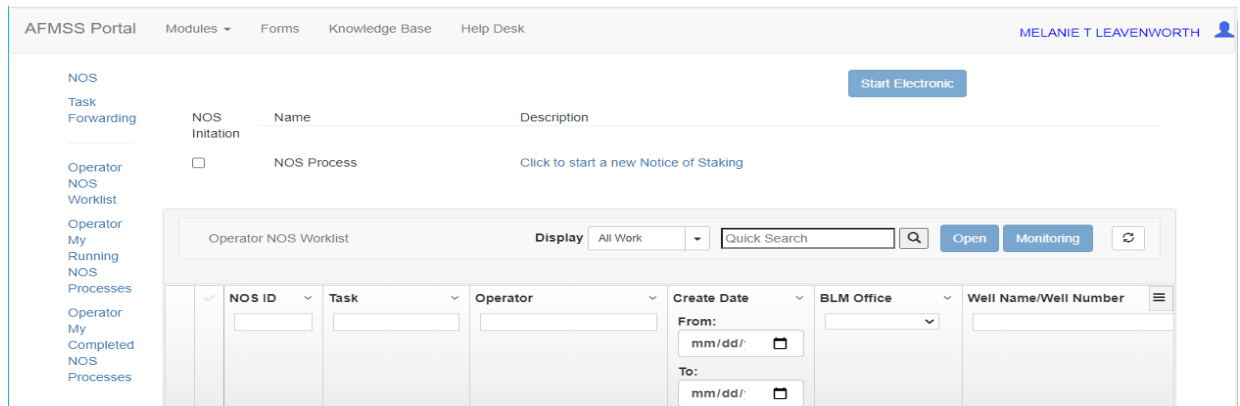 AFMSS Portal Modules Forms Knowledge Base Help Desk MELANIE T LEAVENWORTH
NOS
Task
Forwarding
Operator
NOS
Worklist
Operator
My
Running
NOS
Processes
Operator
My
Completed
NOS
Processes
Start Electronic
NOS
Initation
Name
Description
NOS Process
Click to start a new Notice of Staking
Operator NOS Worklist
Display All Work Quick Search Open Monitoring
NOS ID Task Operator Create Date BLM Office Well Name/Well Number
From:
mm/dd/
To:
mm/dd/